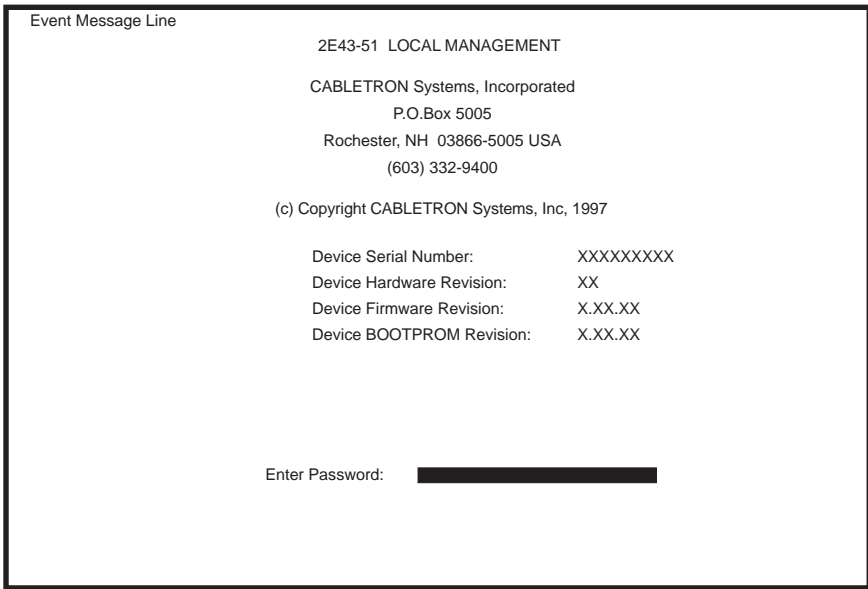 Event Message Line
2E43-51 LOCAL MANAGEMENT
CABLETRON Systems, Incorporated
P.O.Box 5005
Rochester, NH 03866-5005 USA
(603) 332-9400
(c) Copyright CABLETRON Systems, Inc, 1997
Device Serial Number: XXXXXXXXX
Device Hardware Revision: XX
Device Firmware Revision: X.XX.XX
Device BOOTPROM Revision: X.XX.XX
Enter Password: